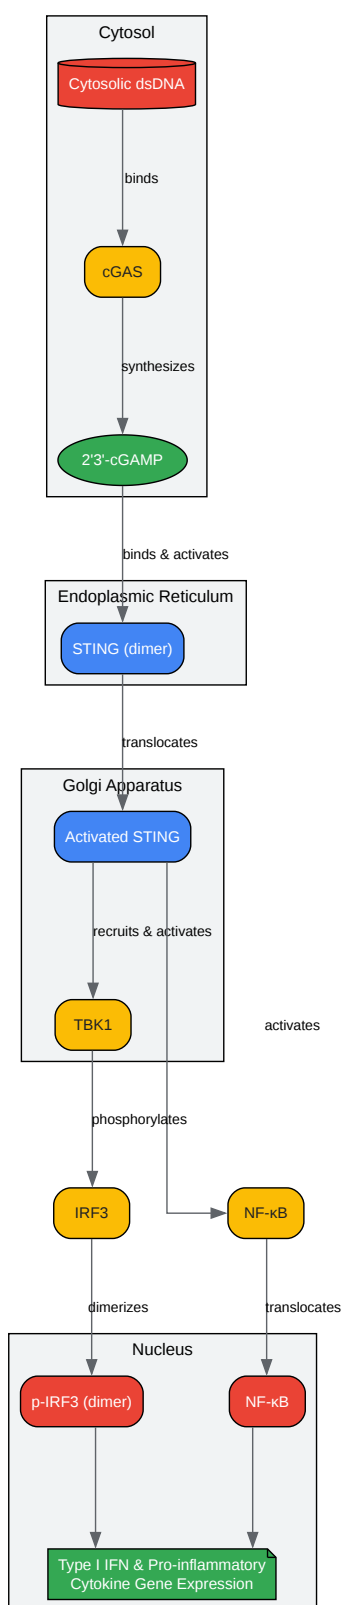 Cytosol
Cytosolic dsDNA
binds
cGAS
synthesizes
2'3'-cGAMP
binds & activates
Endoplasmic Reticulum
STING (dimer)
translocates
Golgi Apparatus
Activated STING
recruits & activates
TBK1
activates
phosphorylates
IRF3
NF-κB
dimerizes
translocates
Nucleus
p-IRF3 (dimer)
NF-κB
Type I IFN & Pro-inflammatory
Cytokine Gene Expression